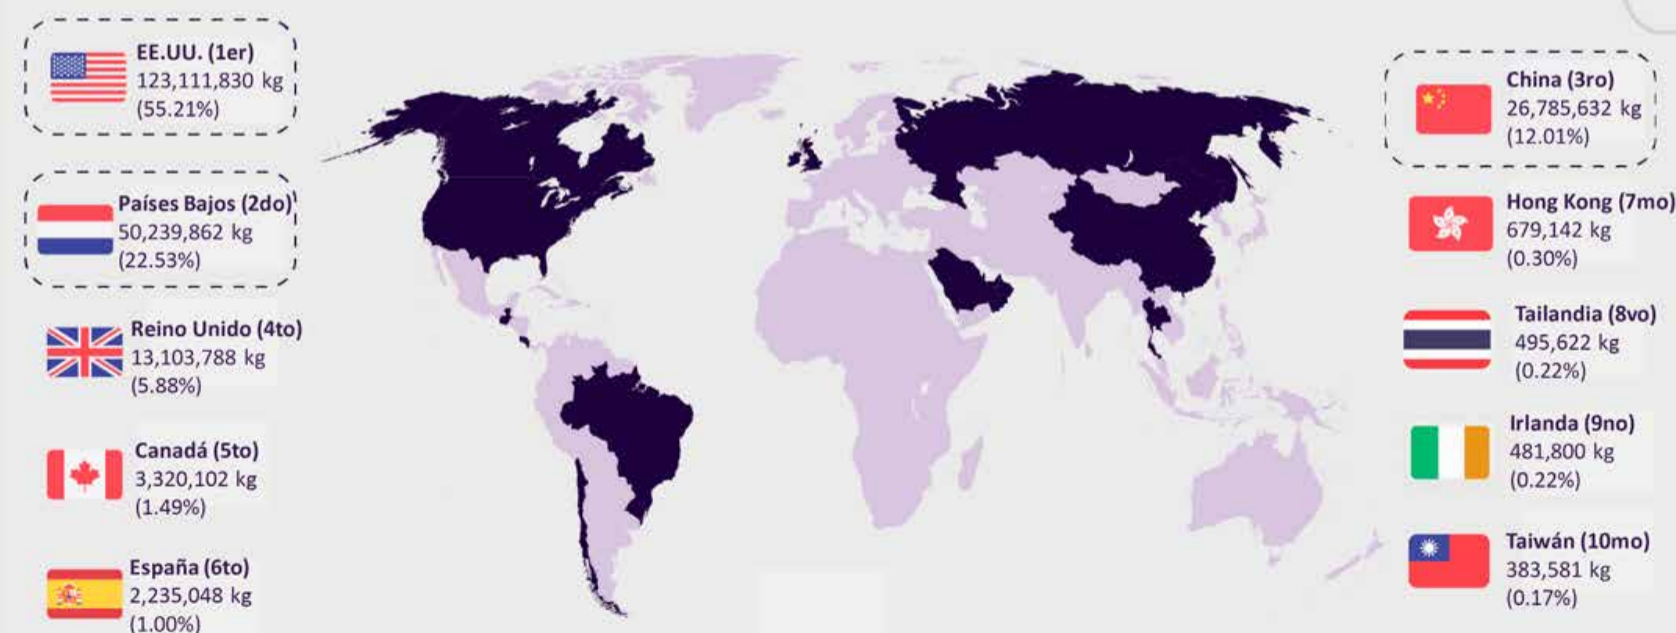 EE.UU. (1er)
123,111,830 kg
(55.21%)
Países Bajos (2do)
50,239,862 kg
(22.53%)
Reino Unido (4to)
13,103,788 kg
(5.88%)
Canadá (5to)
3,320,102 kg
(1.49%)
España (6to)
2,235,048 kg
(1.00%)
China (3ro)
26,785,632 kg
(12.01%)
Hong Kong (7mo)
679,142 kg
(0.30%)
Tailandia (8vo)
495,622 kg
(0.22%)
Irlanda (9no)
481,800 kg
(0.22%)
Taiwán (10mo)
383,581 kg
(0.17%)